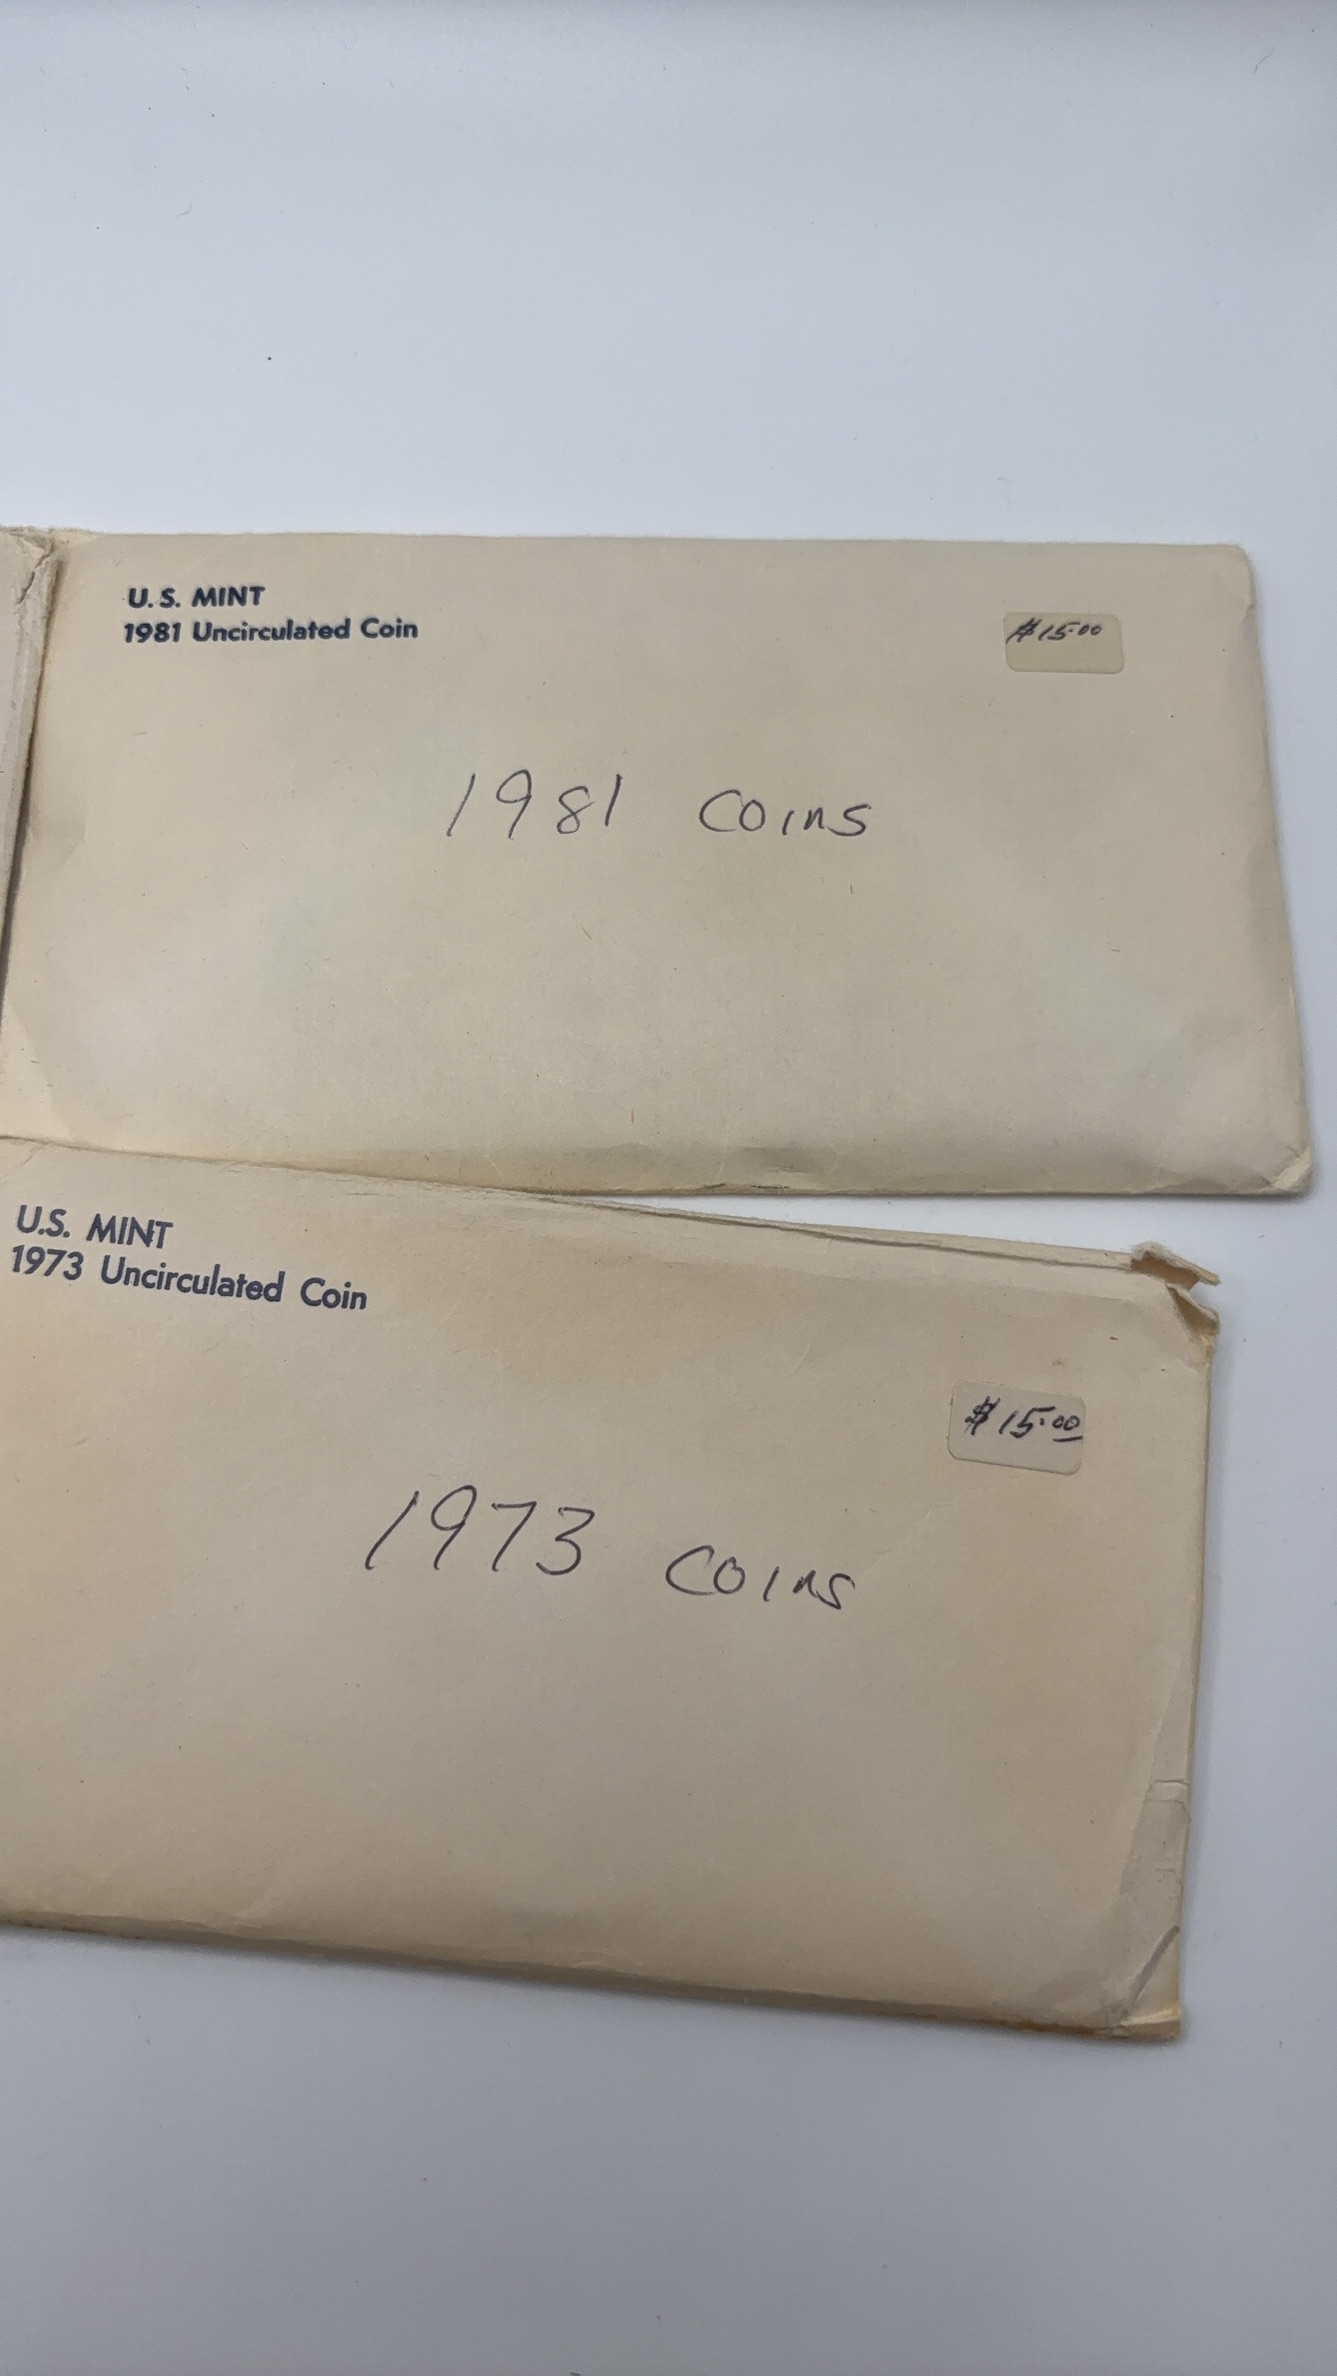 U.S. MINT
1981 Uncirculated Coin
$15.00
1981 Coins
U.S. MINT
1973 Uncirculated Coin
$15.00
1973 Coins